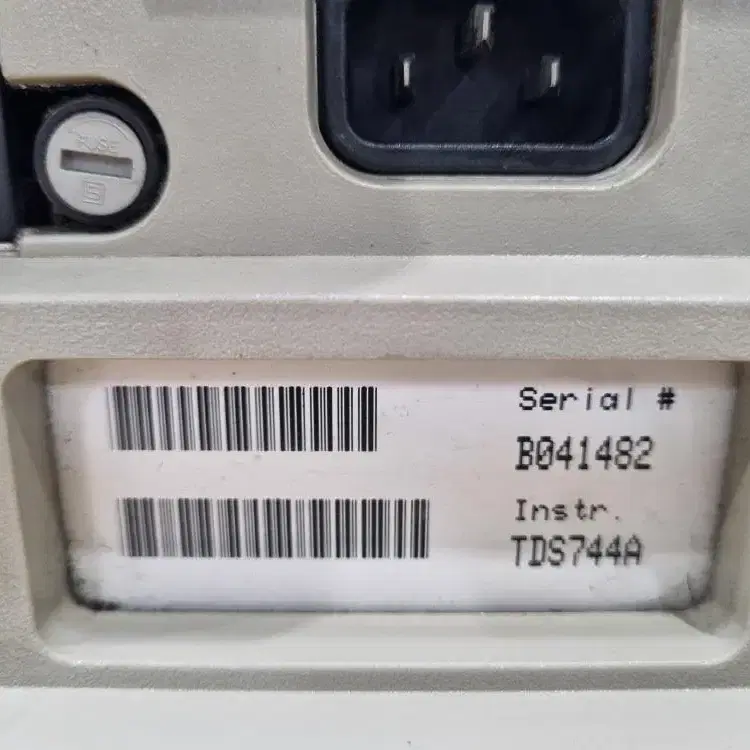 FUSE
Serial #
B041482
Instr.
TDS744A